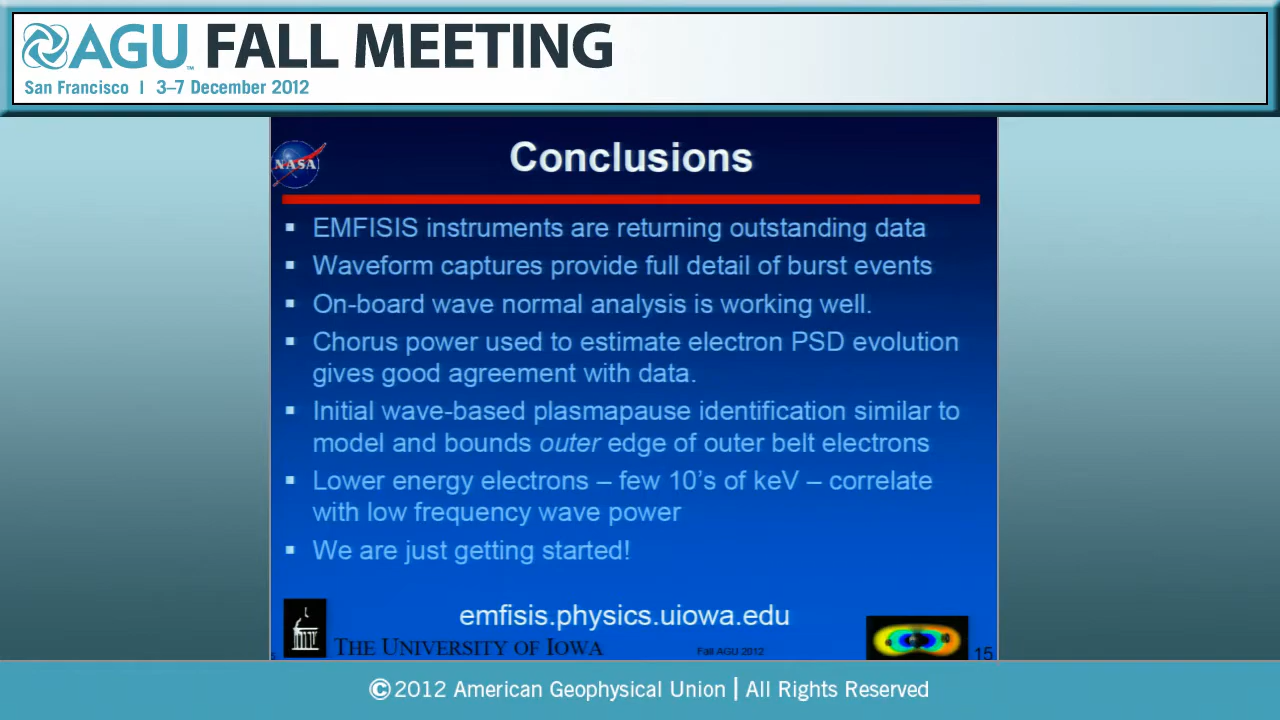 AGU FALL MEETING
™
San Francisco | 3–7 December 2012
NASA
Conclusions
▪ EMFISIS instruments are returning outstanding data
▪ Waveform captures provide full detail of burst events
▪ On-board wave normal analysis is working well.
▪ Chorus power used to estimate electron PSD evolution
gives good agreement with data.
▪ Initial wave-based plasmapause identification similar to
model and bounds outer edge of outer belt electrons
▪ Lower energy electrons – few 10's of keV – correlate
with low frequency wave power
▪ We are just getting started!
emfisis.physics.uiowa.edu
THE UNIVERSITY OF IOWA
Fall AGU 2012
15
©2012 American Geophysical Union | All Rights Reserved